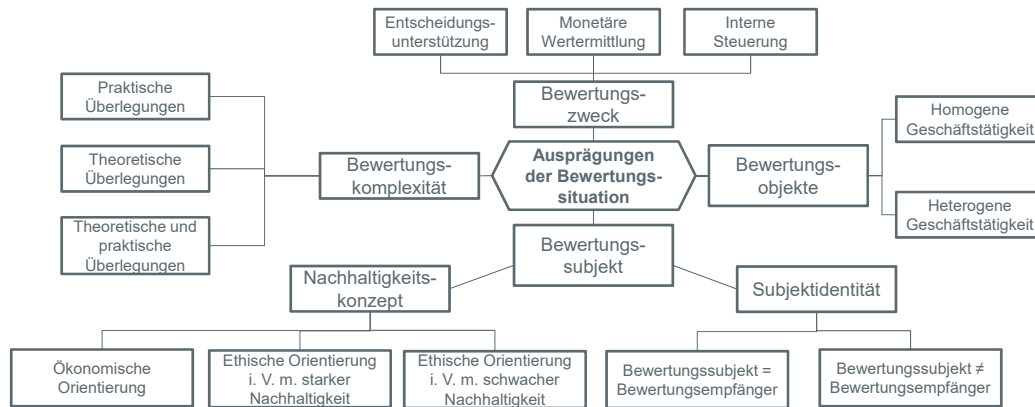 Entscheidungs-
unterstützung
Monetäre
Wertermittlung
Interne
Steuerung
Bewertungs-
zweck
Praktische
Überlegungen
Theoretische
Überlegungen
Theoretische und
praktische
Überlegungen
Bewertungs-
komplexität
Ausprägungen
der Bewertungs-
situation
Bewertungs-
objekte
Homogene
Geschäftstätigkeit
Heterogene
Geschäftstätigkeit
Bewertungs-
subjekt
Nachhaltigkeits-
konzept
Subjektidentität
Ökonomische
Orientierung
Ethische Orientierung
i. V. m. starker
Nachhaltigkeit
Ethische Orientierung
i. V. m. schwacher
Nachhaltigkeit
Bewertungssubjekt =
Bewertungsempfänger
Bewertungssubjekt ≠
Bewertungsempfänger